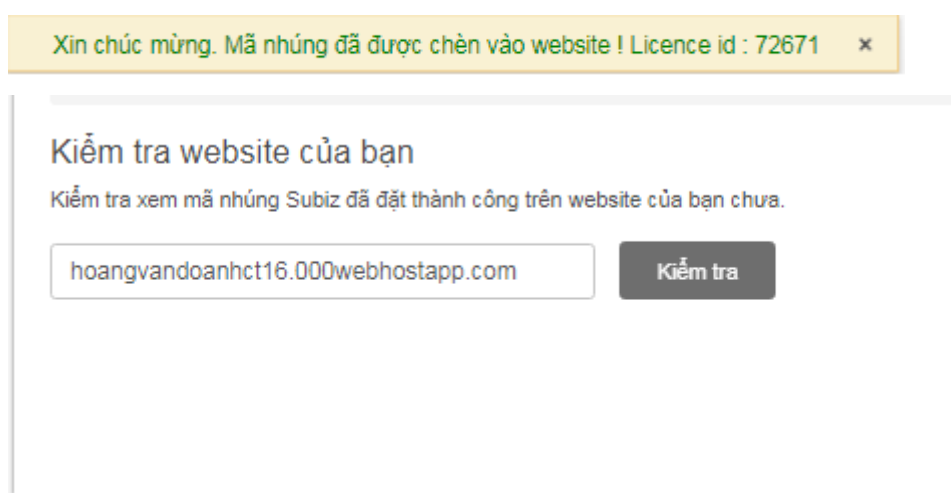 Xin chúc mừng. Mã nhúng đã được chèn vào website ! Licence id : 72671 ×
Kiểm tra website của bạn
Kiểm tra xem mã nhúng Subiz đã đặt thành công trên website của bạn chưa.
hoangvandoanhct16.000webhostapp.com Kiểm tra